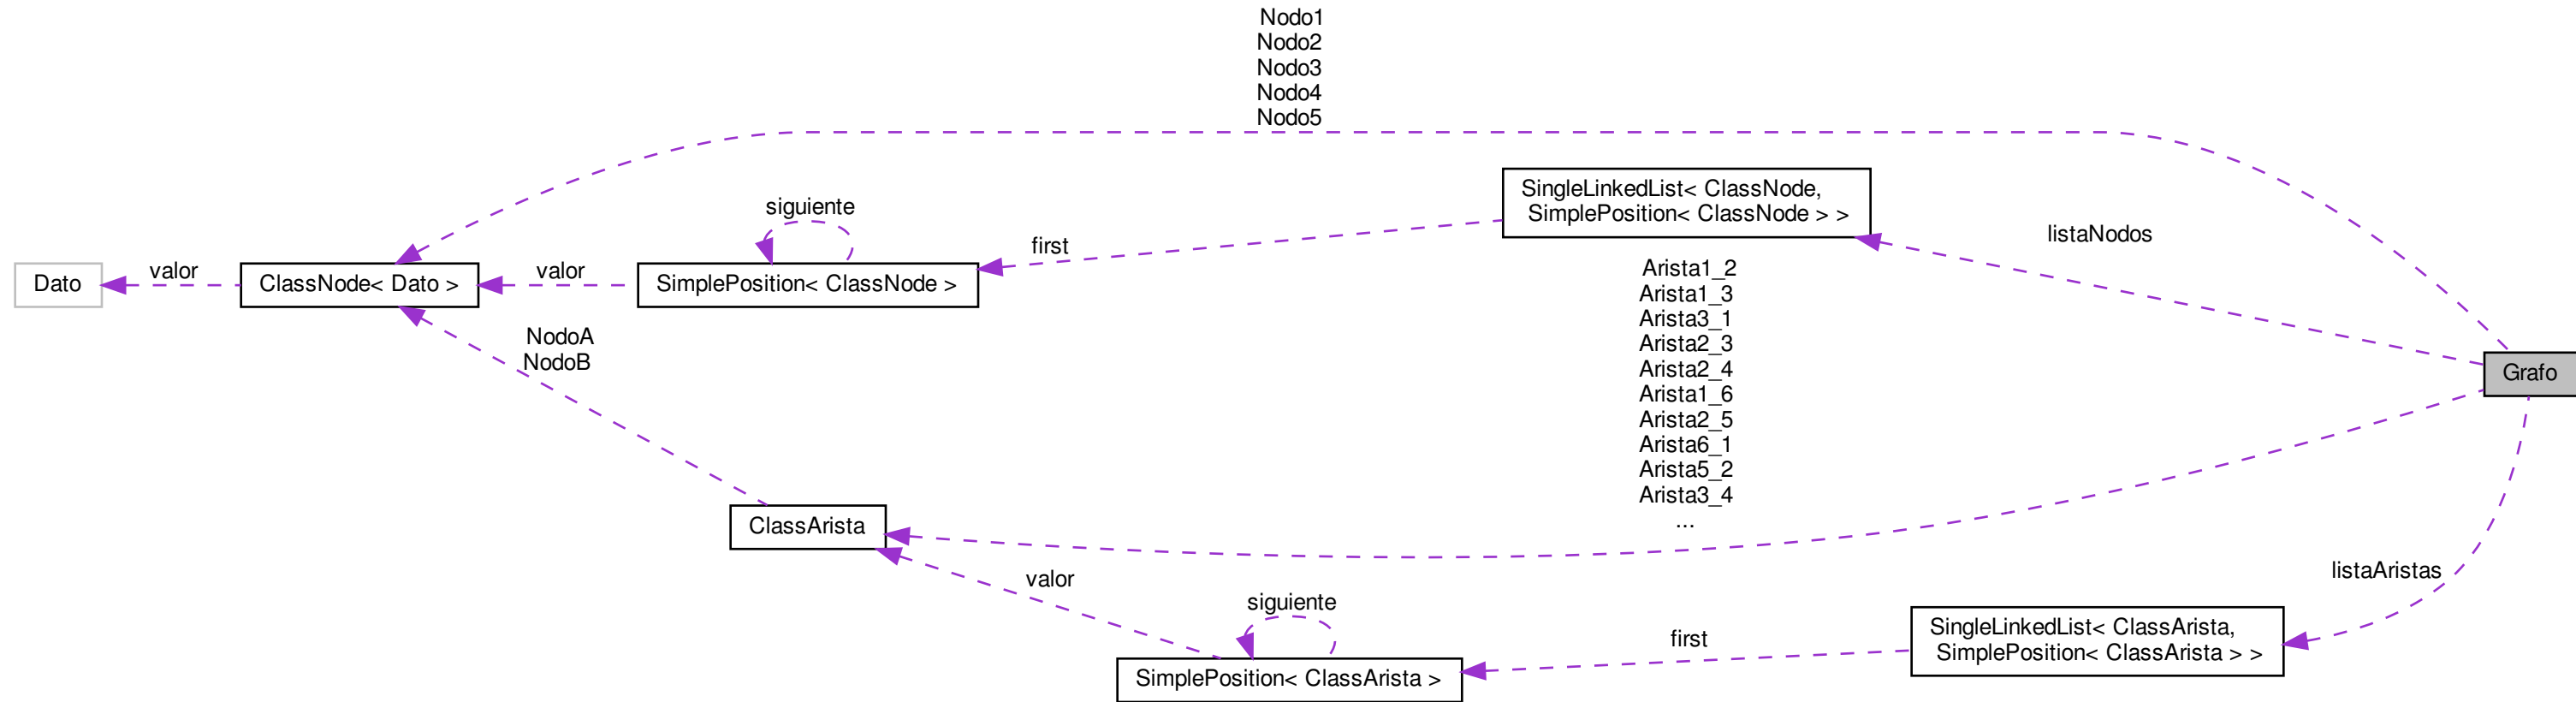 Nodo1
Nodo2
Nodo3
Nodo4
Nodo5
SingleLinkedList< ClassNode,
SimplePosition< ClassNode > >
siguiente
listaNodos
first
Dato
valor
ClassNode< Dato >
valor
SimplePosition< ClassNode >
Arista1_2
Arista1_3
Arista3_1
Arista2_3
Arista2_4
Arista1_6
Arista2_5
Arista6_1
Arista5_2
Arista3_4
...
NodoA
NodoB
Grafo
ClassArista
valor
listaAristas
siguiente
first
SingleLinkedList< ClassArista,
SimplePosition< ClassArista > >
SimplePosition< ClassArista >